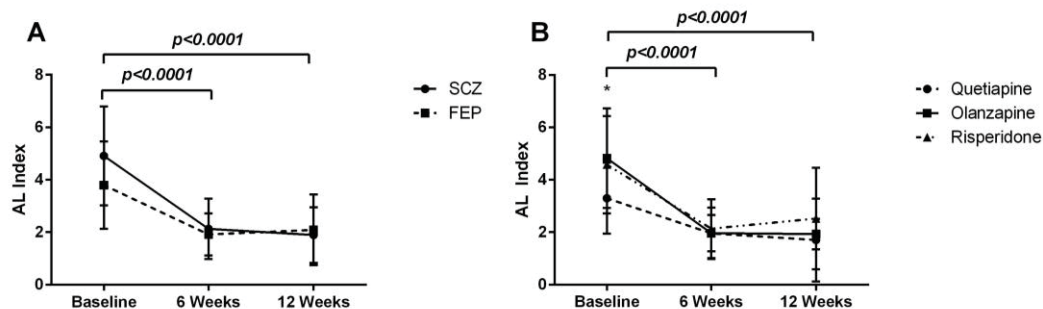 A
p<0.0001
p<0.0001
8
6
4
2
0
AL Index
Baseline
6 Weeks
12 Weeks
SCZ
FEP
B
p<0.0001
p<0.0001
*
8
6
4
2
0
AL Index
Baseline
6 Weeks
12 Weeks
Quetiapine
Olanzapine
Risperidone